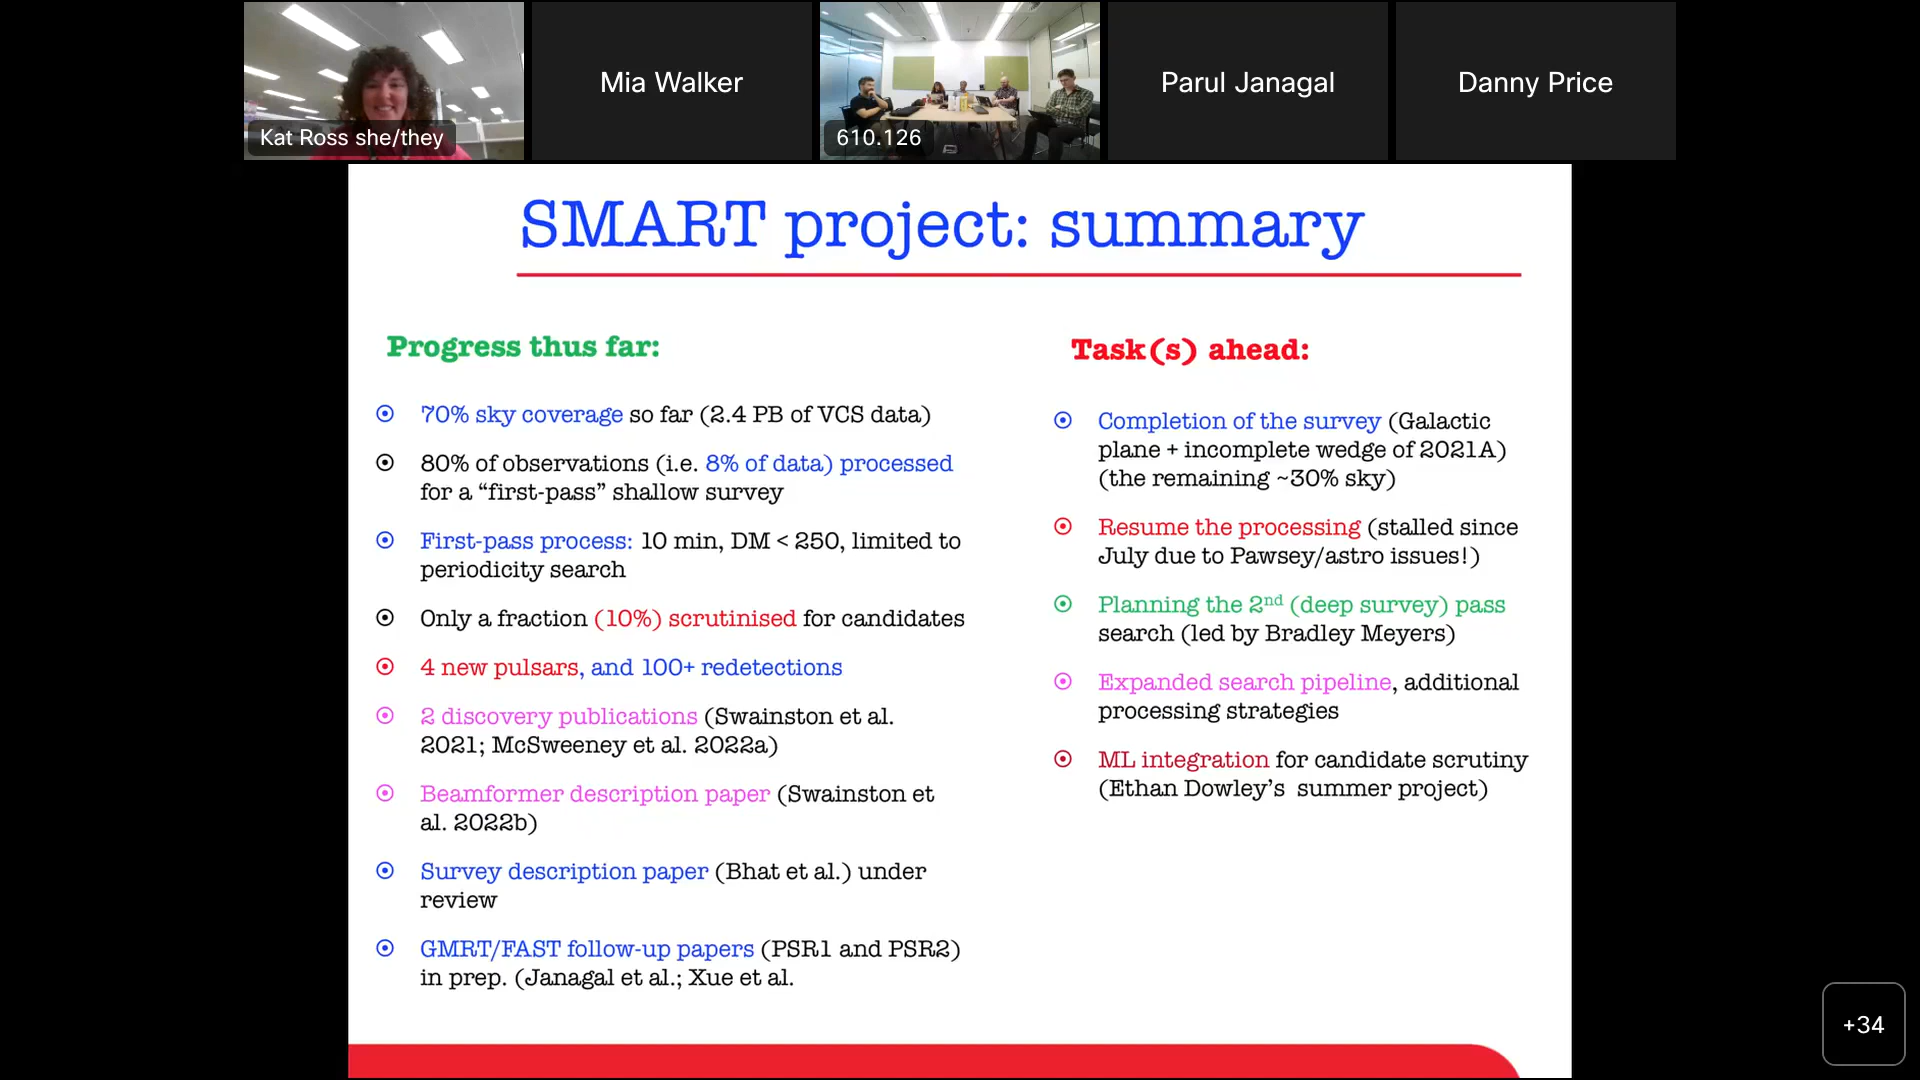 Kat Ross she/they
Mia Walker
610.126
Parul Janagal
Danny Price
SMART project: summary
Progress thus far:
70% sky coverage so far (2.4 PB of VCS data)
80% of observations (i.e. 8% of data) processed
for a “first-pass” shallow survey
First-pass process: 10 min, DM < 250, limited to
periodicity search
Only a fraction (10%) scrutinised for candidates
4 new pulsars, and 100+ redetections
2 discovery publications (Swainston et al.
2021; McSweeney et al. 2022a)
Beamformer description paper (Swainston et
al. 2022b)
Survey description paper (Bhat et al.) under
review
GMRT/FAST follow-up papers (PSR1 and PSR2)
in prep. (Janagal et al.; Xue et al.
Task(s) ahead:
Completion of the survey (Galactic
plane + incomplete wedge of 2021A)
(the remaining ~30% sky)
Resume the processing (stalled since
July due to Pawsey/astro issues!)
Planning the 2nd (deep survey) pass
search (led by Bradley Meyers)
Expanded search pipeline, additional
processing strategies
ML integration for candidate scrutiny
(Ethan Dowley’s summer project)
+34